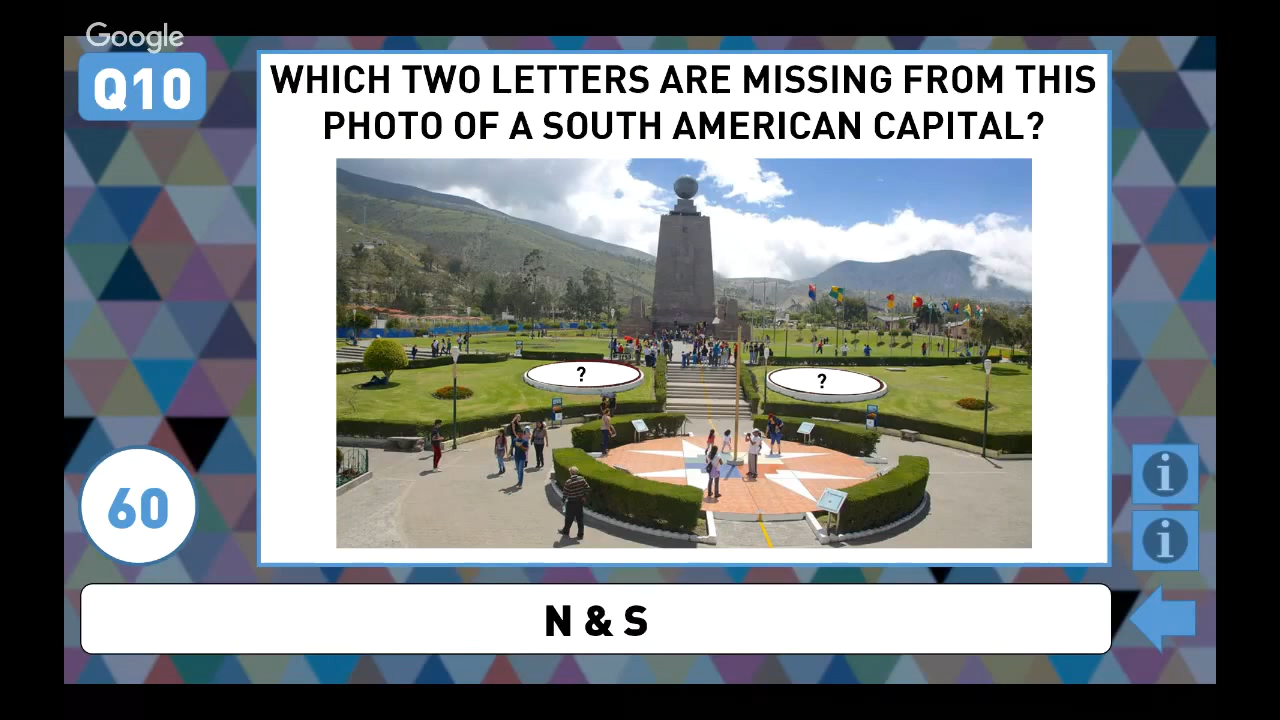 Google
Q10
WHICH TWO LETTERS ARE MISSING FROM THIS
PHOTO OF A SOUTH AMERICAN CAPITAL?
?
?
60
i
i
N & S